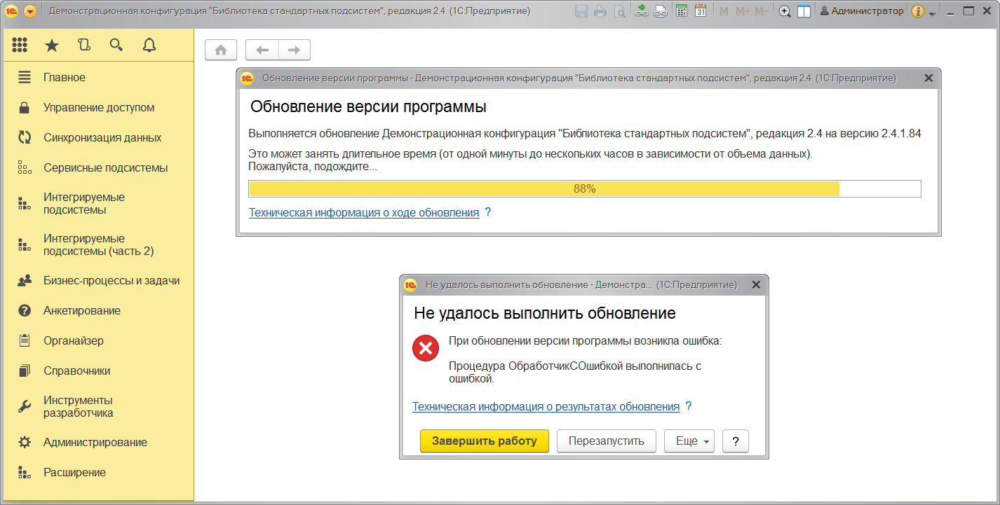 Демонстрационная конфигурация "Библиотека стандартных подсистем", редакция 2.4 (1С:Предприятие)
31
M M+ M−
Администратор
Главное
Управление доступом
Синхронизация данных
Сервисные подсистемы
Интегрируемые
подсистемы
Интегрируемые
подсистемы (часть 2)
Бизнес-процессы и задачи
Анкетирование
Органайзер
Справочники
Инструменты
разработчика
Администрирование
Расширение
Обновление версии программы - Демонстрационная конфигурация "Библиотека стандартных подсистем", редакция 2.4 (1С:Предприятие)
Обновление версии программы
Выполняется обновление Демонстрационная конфигурация "Библиотека стандартных подсистем", редакция 2.4 на версию 2.4.1.84
Это может занять длительное время (от одной минуты до нескольких часов в зависимости от объема данных).
Пожалуйста, подождите...
88%
Техническая информация о ходе обновления ?
Не удалось выполнить обновление - Демонстра... (1С:Предприятие)
Не удалось выполнить обновление
При обновлении версии программы возникла ошибка:
Процедура ОбработчикСОшибкой выполнилась с
ошибкой.
Техническая информация о результатах обновления ?
Завершить работу Перезапустить Еще ?